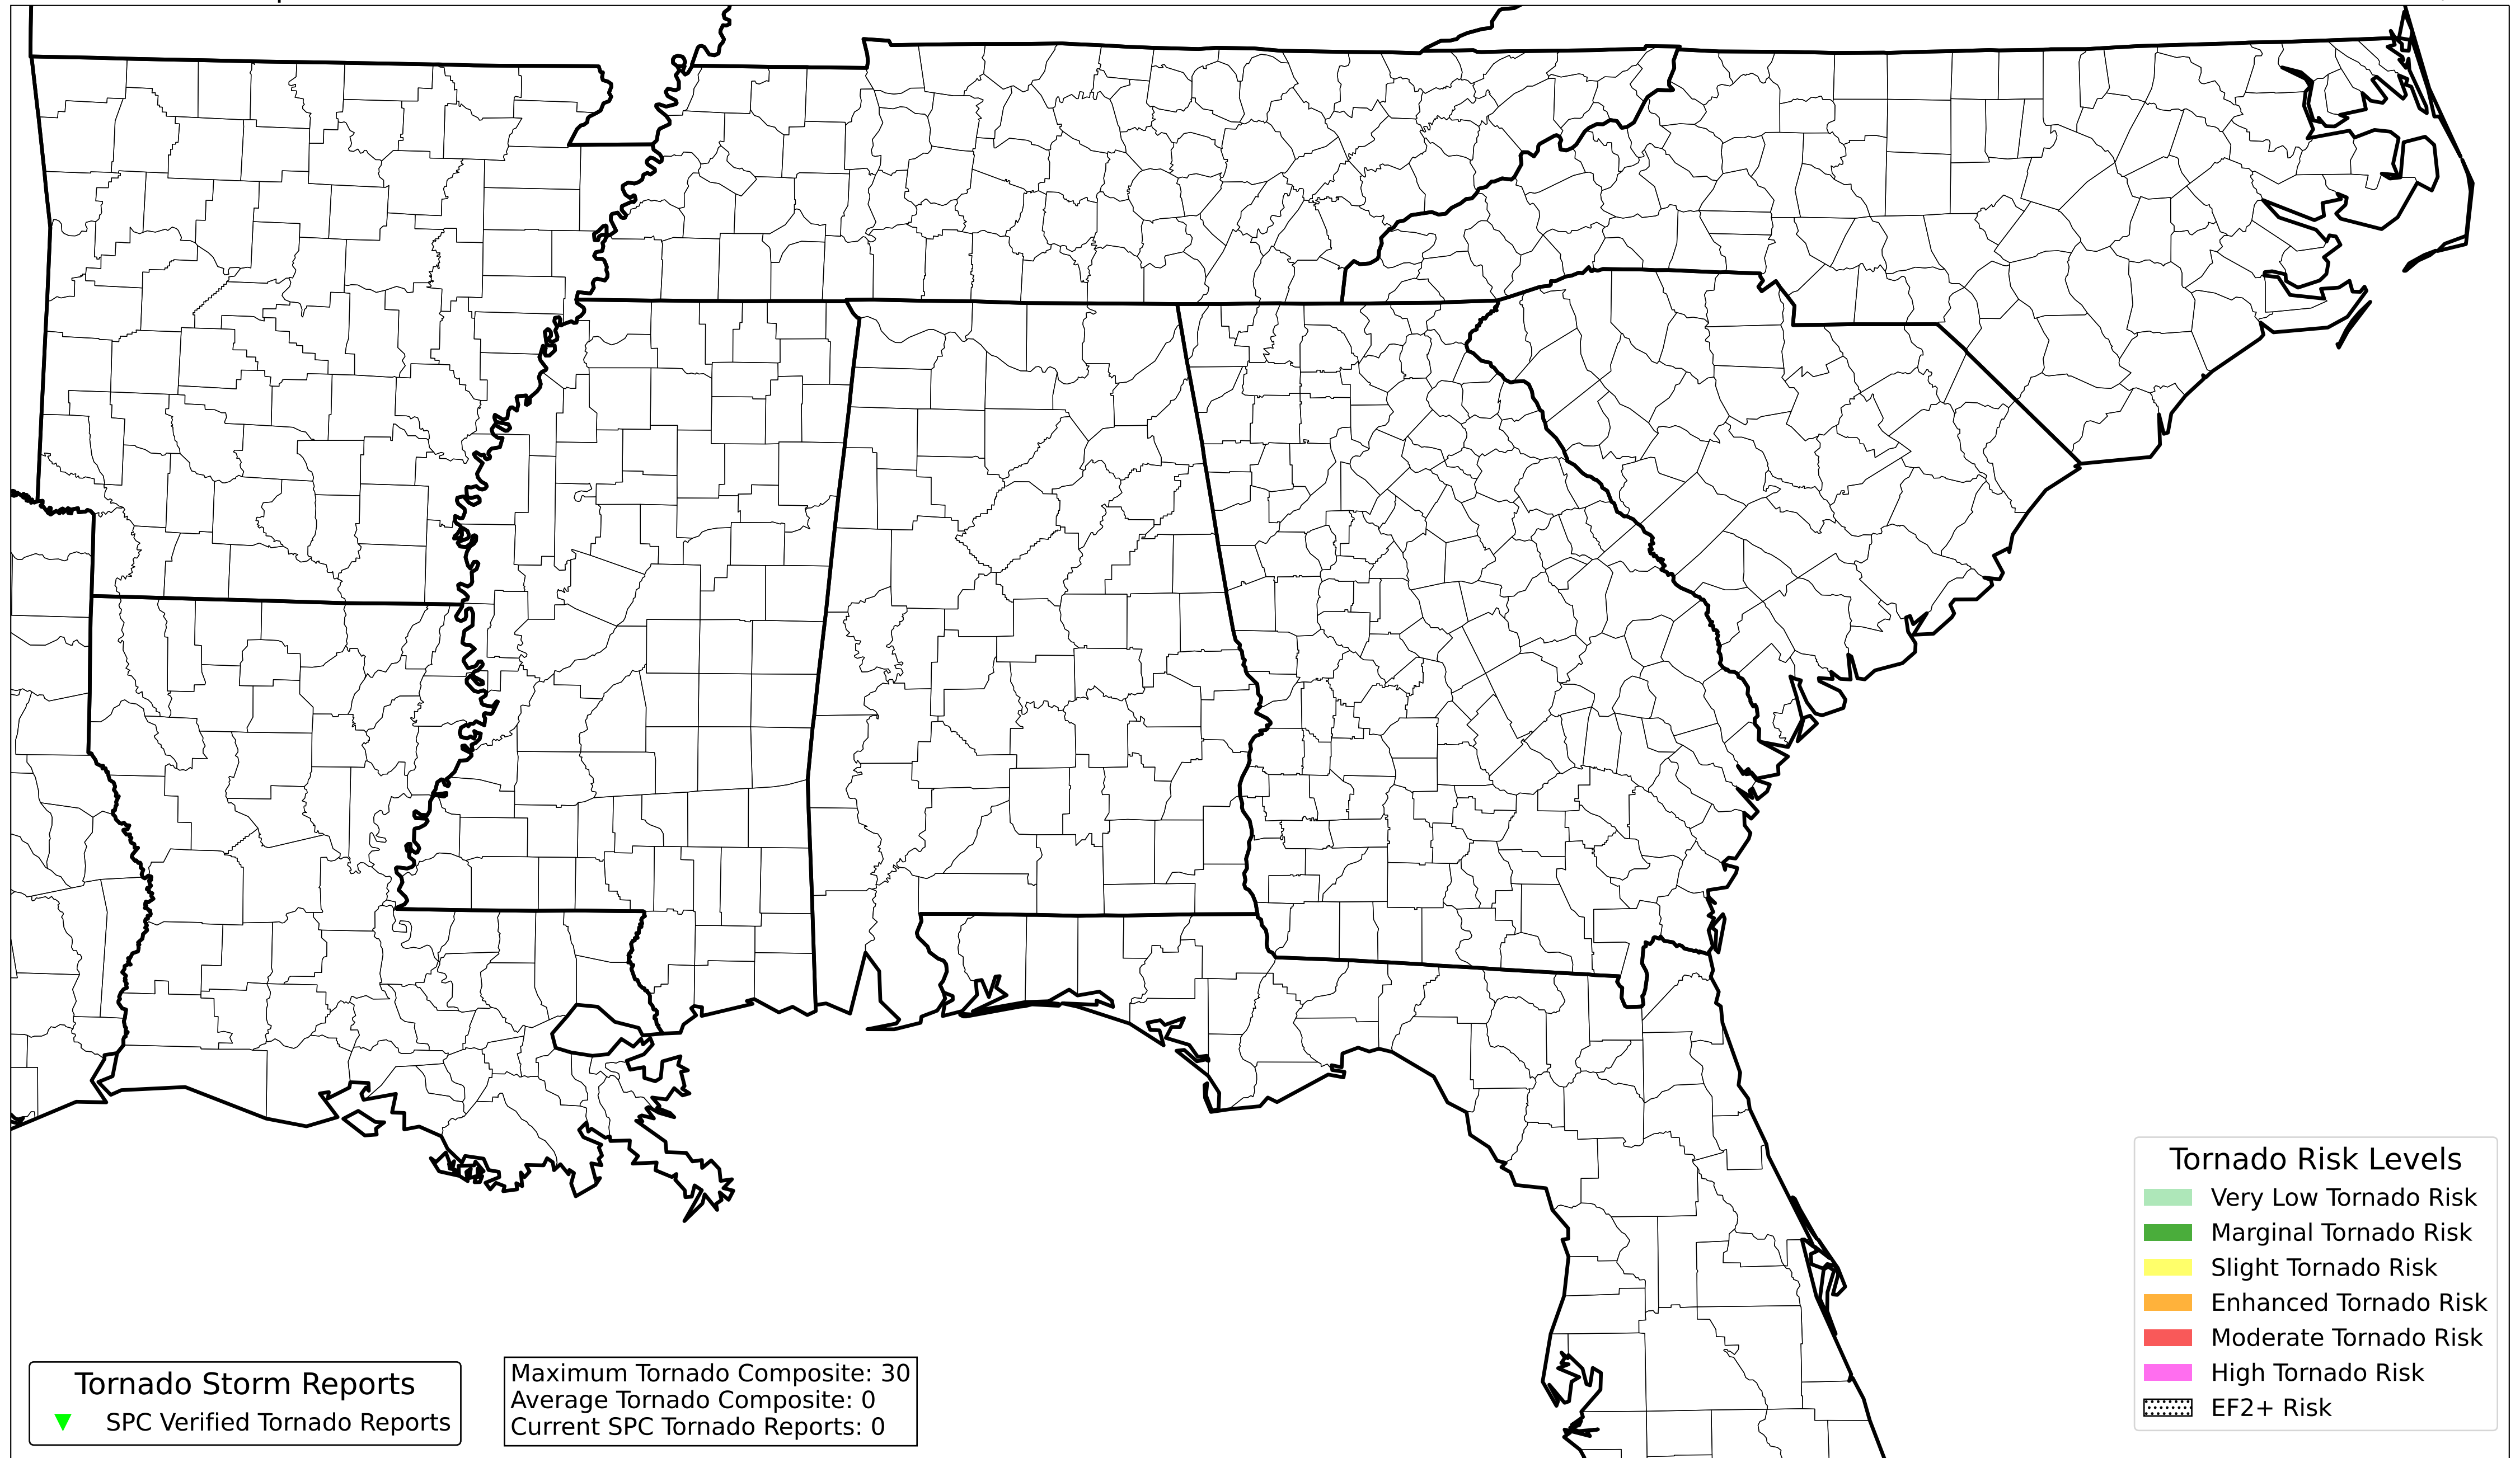 Tornado Risk Levels
Very Low Tornado Risk
Marginal Tornado Risk
Slight Tornado Risk
Enhanced Tornado Risk
Moderate Tornado Risk
High Tornado Risk
EF2+ Risk
Tornado Storm Reports
SPC Verified Tornado Reports
Maximum Tornado Composite: 30
Average Tornado Composite: 0
Current SPC Tornado Reports: 0